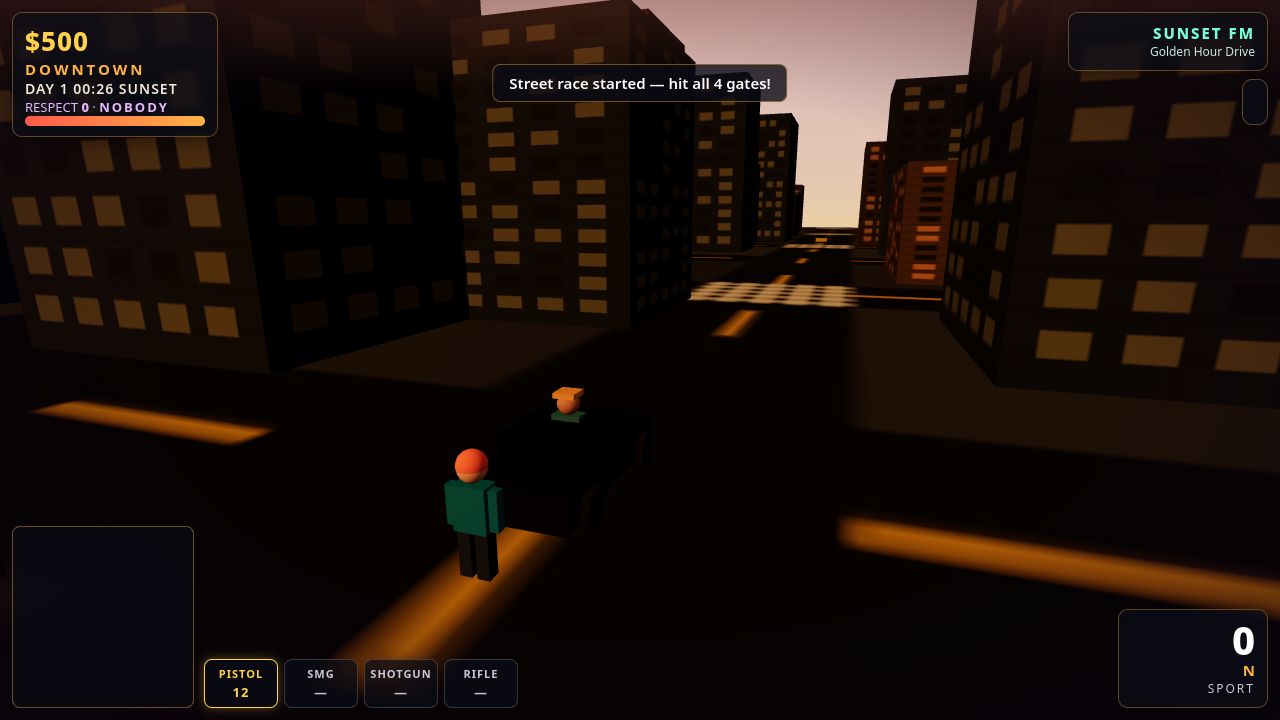 $500
DOWNTOWN
DAY 1 00:26 SUNSET
RESPECT 0 · NOBODY
Street race started — hit all 4 gates!
SUNSET FM
Golden Hour Drive
PISTOL
12
SMG
—
SHOTGUN
—
RIFLE
—
0
N
SPORT